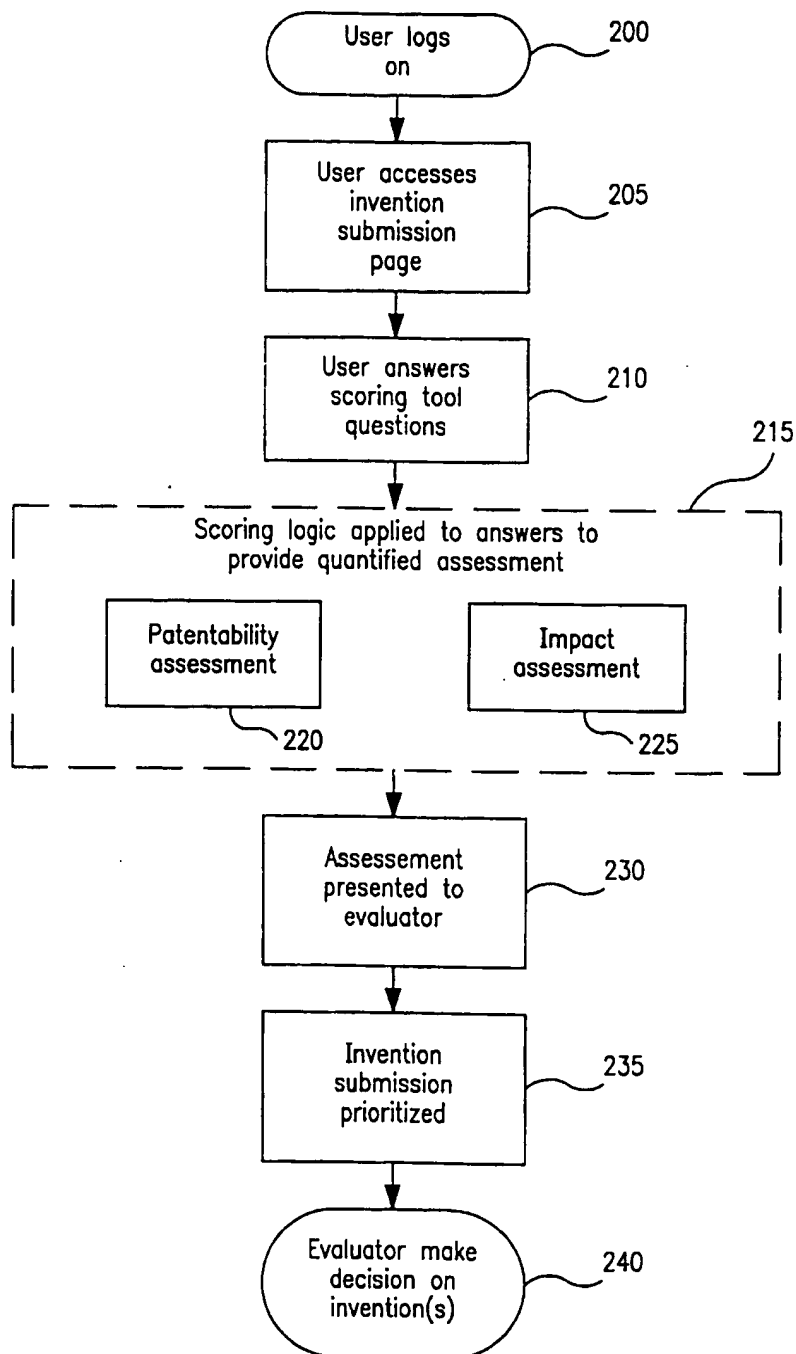 User logs
on
200
User accesses
invention
submission
page
205
User answers
scoring tool
questions
210
215
Scoring logic applied to answers to
provide quantified assessment
Patentability
assessment
Impact
assessment
220
225
Assessement
presented to
evaluator
230
Invention
submission
prioritized
235
Evaluator make
decision on
invention(s)
240